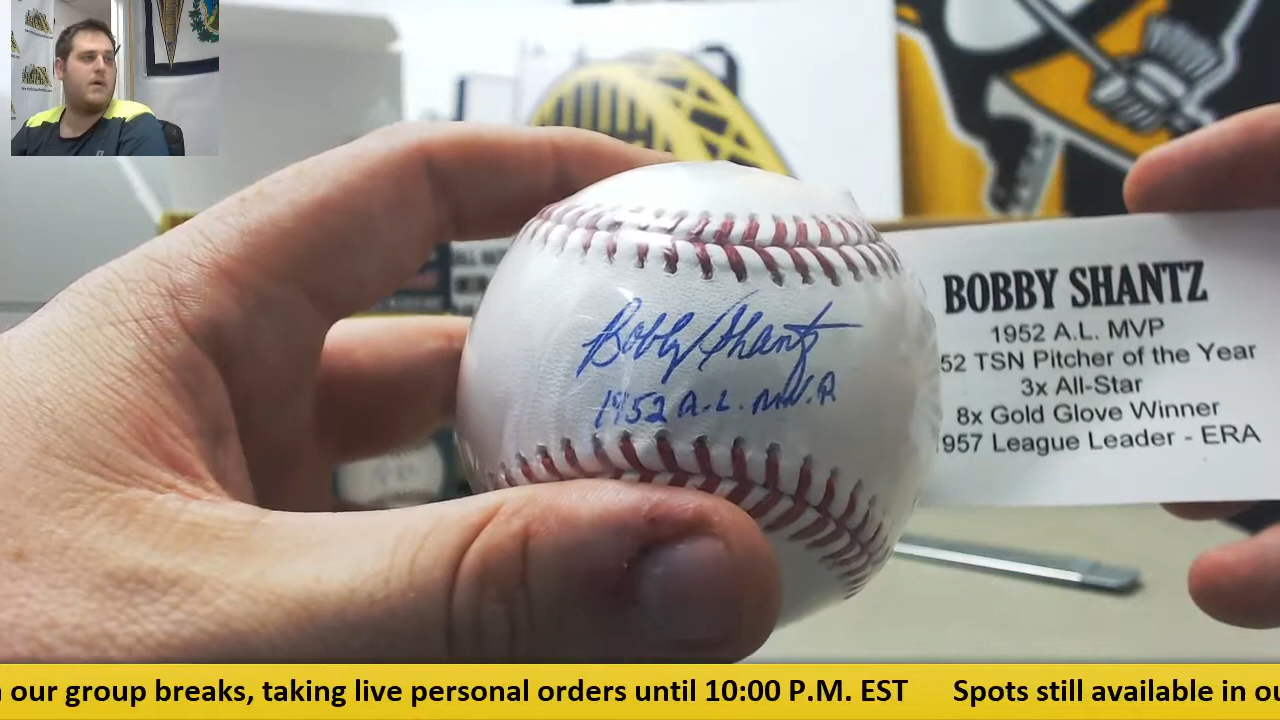 Bobby Shantz
1952 A.L. M.V.P.
BOBBY SHANTZ
1952 A.L. MVP
52 TSN Pitcher of the Year
3x All-Star
8x Gold Glove Winner
957 League Leader - ERA
our group breaks, taking live personal orders until 10:00 P.M. EST Spots still available in ou